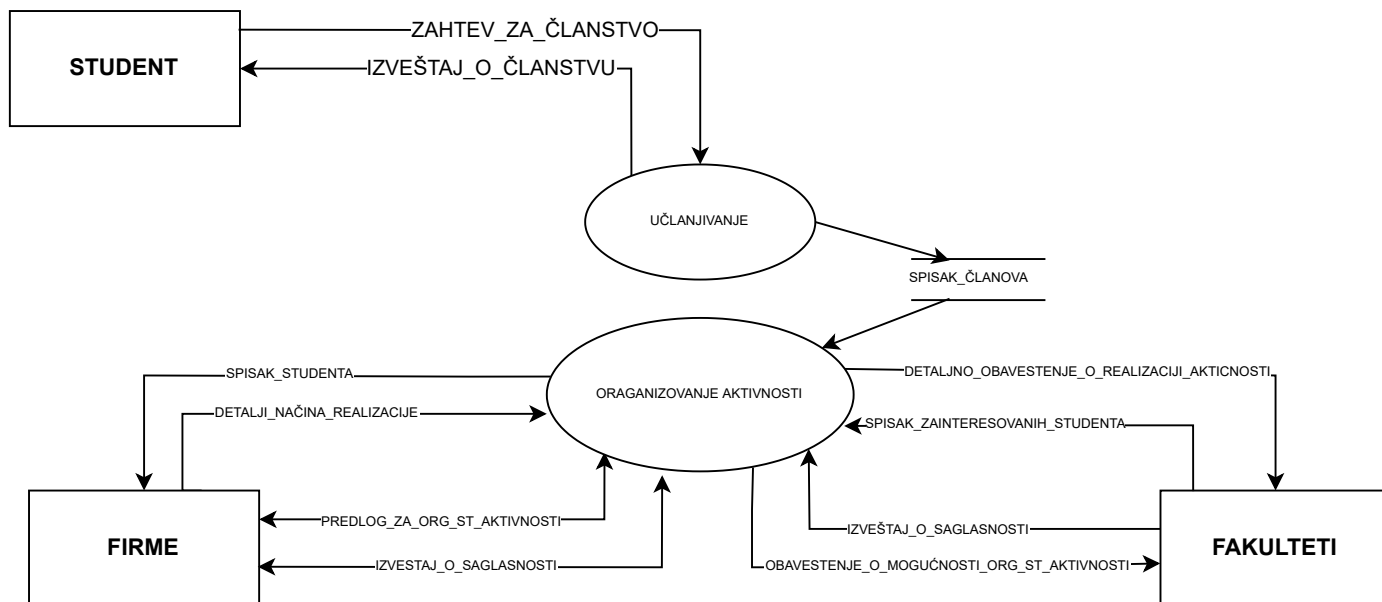 ZAHTEV_ZA_ČLANSTVO
STUDENT
IZVEŠTAJ_O_ČLANSTVU
UČLANJIVANJE
SPISAK_ČLANOVA
SPISAK_STUDENTA
ORAGANIZOVANJE AKTIVNOSTI
DETALJNO_OBAVESTENJE_O_REALIZACIJI_AKTICNOSTI
DETALJI_NAČINA_REALIZACIJE
SPISAK_ZAINTERESOVANIH_STUDENTA
PREDLOG_ZA_ORG_ST_AKTIVNOSTI
IZVEŠTAJ_O_SAGLASNOSTI
FIRME
FAKULTETI
IZVESTAJ_O_SAGLASNOSTI
OBAVESTENJE_O_MOGUĆNOSTI_ORG_ST_AKTIVNOSTI